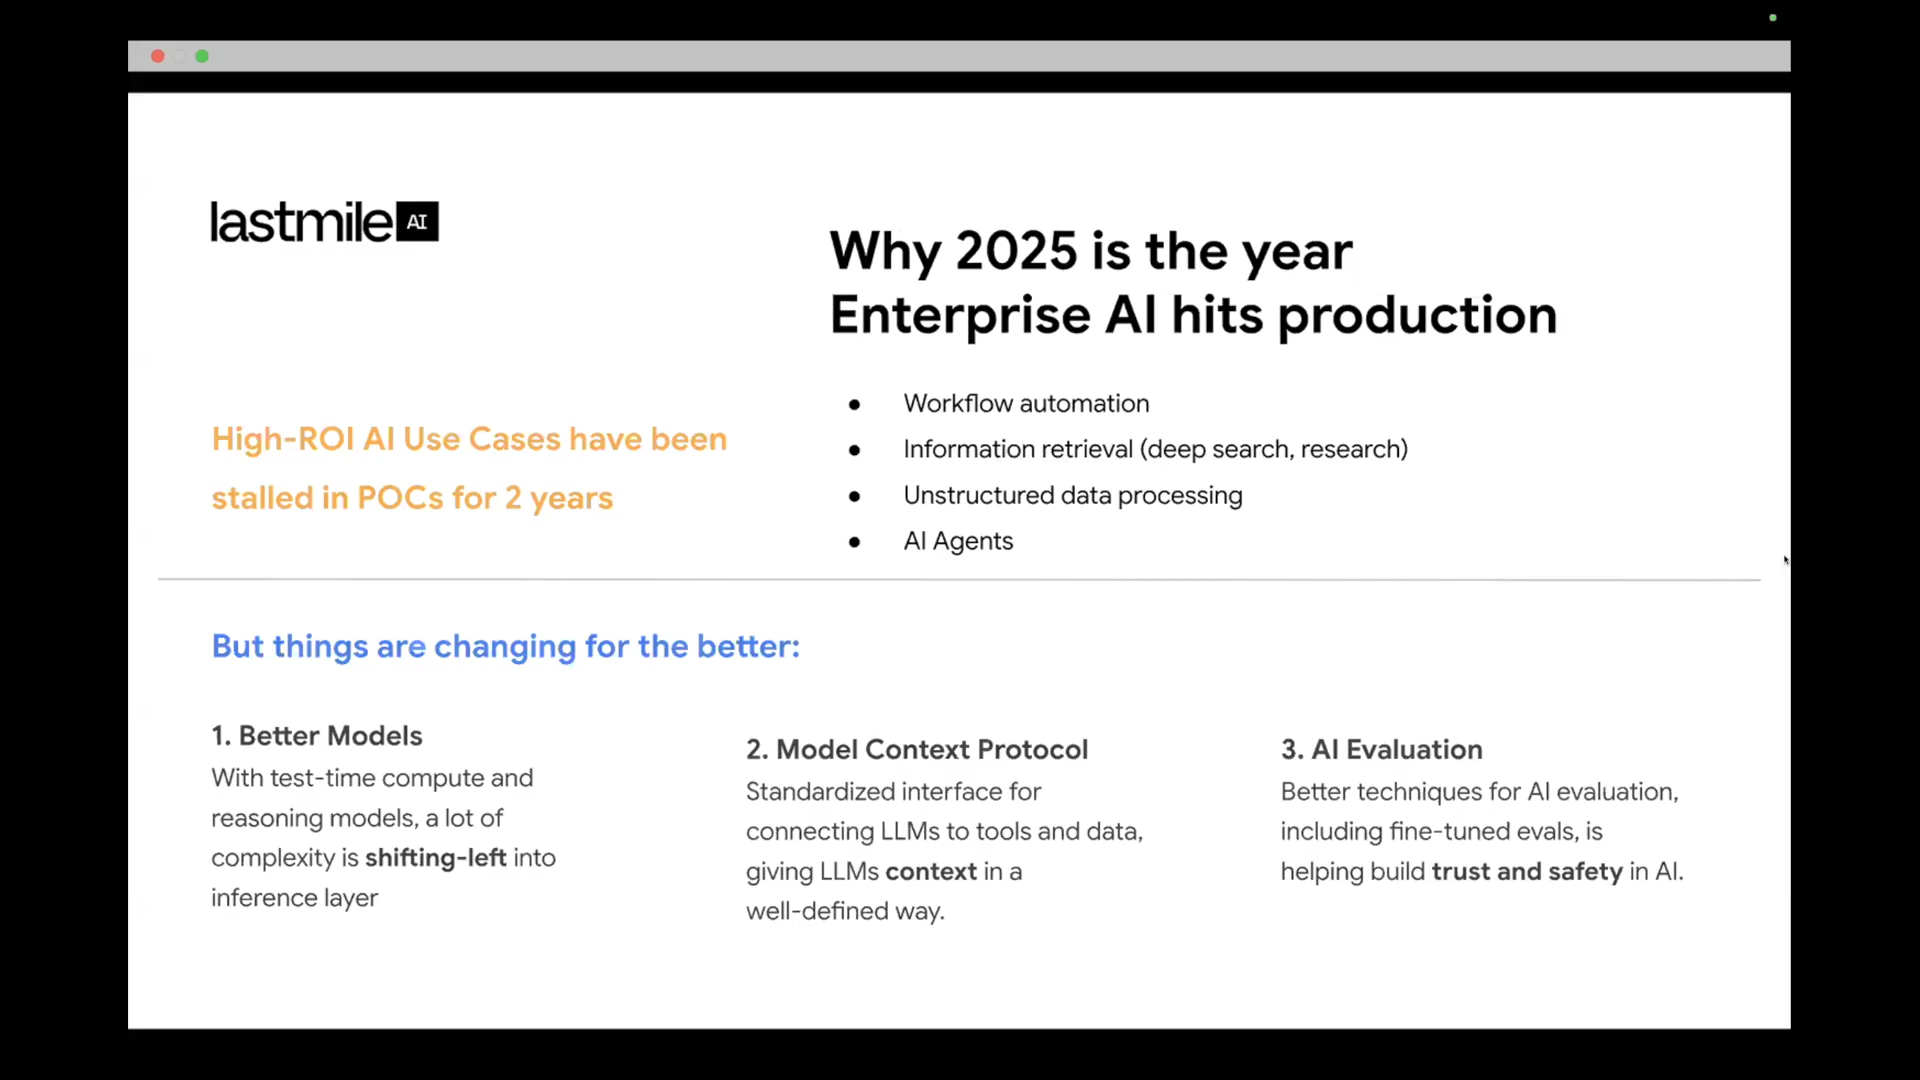 lastmile AI
Why 2025 is the year
Enterprise AI hits production
High-ROI AI Use Cases have been
stalled in POCs for 2 years
● Workflow automation
● Information retrieval (deep search, research)
● Unstructured data processing
● AI Agents
But things are changing for the better:
1. Better Models
With test-time compute and
reasoning models, a lot of
complexity is shifting-left into
inference layer
2. Model Context Protocol
Standardized interface for
connecting LLMs to tools and data,
giving LLMs context in a
well-defined way.
3. AI Evaluation
Better techniques for AI evaluation,
including fine-tuned evals, is
helping build trust and safety in AI.